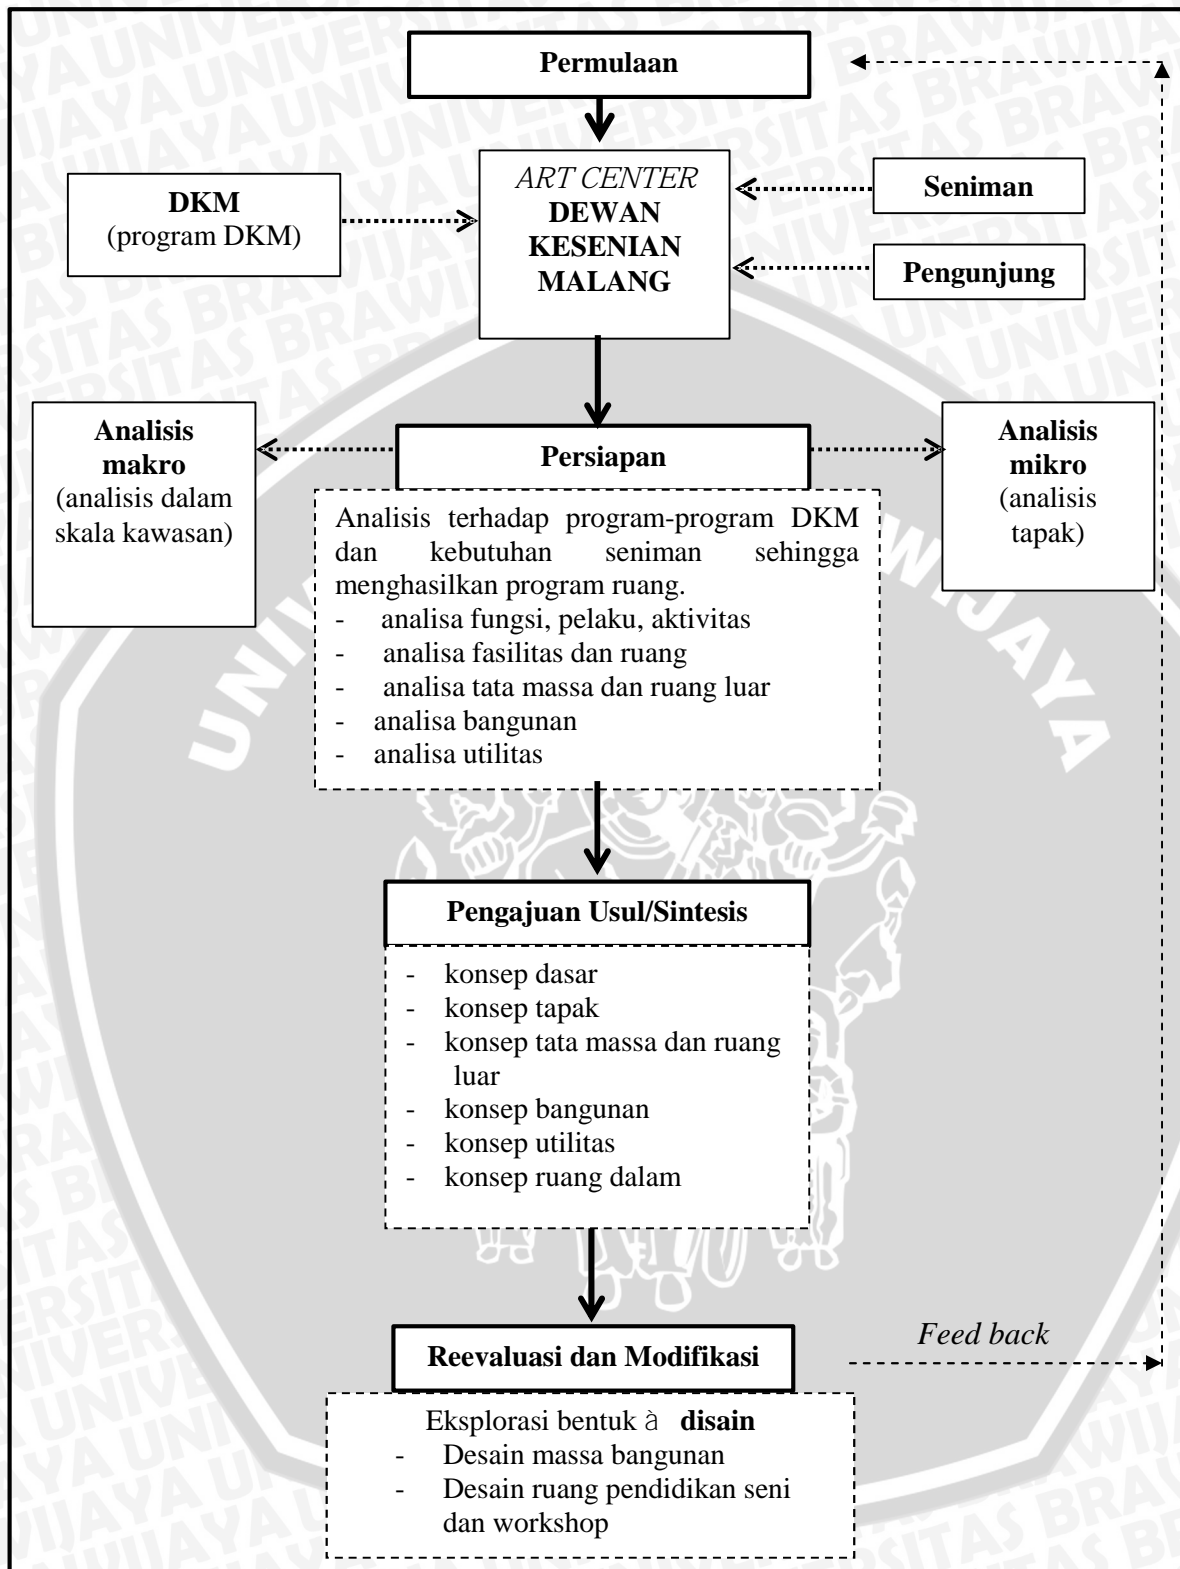 Permulaan
ART CENTER
DEWAN
KESENIAN
MALANG
DKM
(program DKM)
Seniman
Pengunjung
Analisis
makro
(analisis dalam
skala kawasan)
Persiapan
Analisis
mikro
(analisis
tapak)
Analisis terhadap program-program DKM
dan kebutuhan seniman sehingga
menghasilkan program ruang.
- analisa fungsi, pelaku, aktivitas
- analisa fasilitas dan ruang
- analisa tata massa dan ruang luar
- analisa bangunan
- analisa utilitas
Pengajuan Usul/Sintesis
- konsep dasar
- konsep tapak
- konsep tata massa dan ruang
luar
- konsep bangunan
- konsep utilitas
- konsep ruang dalam
Reevaluasi dan Modifikasi
Feed back
Eksplorasi bentuk à disain
- Desain massa bangunan
- Desain ruang pendidikan seni
dan workshop